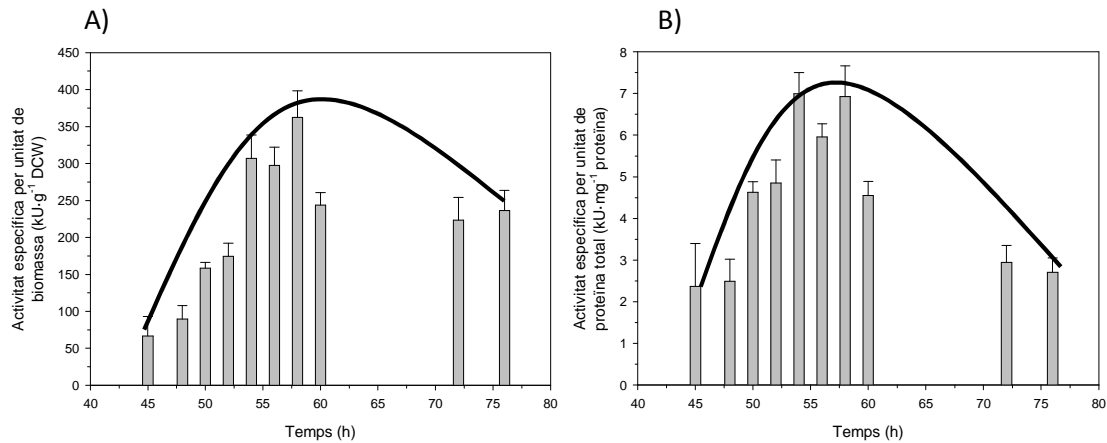 A)
Activitat específica per unitat de
biomassa (kU·g⁻¹ DCW)
450
400
350
300
250
200
150
100
50
0
40 45 50 55 60 65 70 75 80
Temps (h)
B)
Activitat específica per unitat de
proteïna total (kU·mg⁻¹ proteïna)
8
7
6
5
4
3
2
1
0
40 45 50 55 60 65 70 75 80
Temps (h)